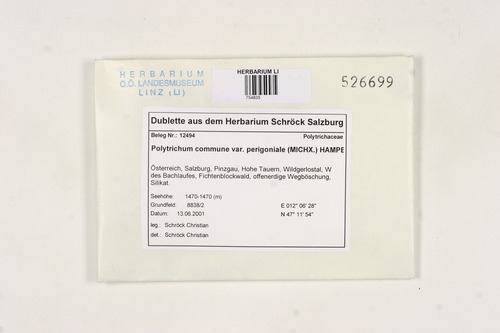 HERBARIUM
O.Ö. LANDESMUSEUM
LINZ (LI)
HERBARIUM LI
754835
526699
Dublette aus dem Herbarium Schröck Salzburg
Beleg Nr.: 12494 Polytrichaceae
Polytrichum commune var. perigoniale (MICHX.) HAMPE
Österreich, Salzburg, Pinzgau, Hohe Tauern, Wildgerlostal, W
des Bachlaufes, Fichtenblockwald, offenerdige Wegböschung,
Silikat.
Seehöhe: 1470-1470 (m)
Grundfeld: 8838/2 E 012° 06' 28"
Datum: 13.06.2001 N 47° 11' 54"
leg.: Schröck Christian
det.: Schröck Christian